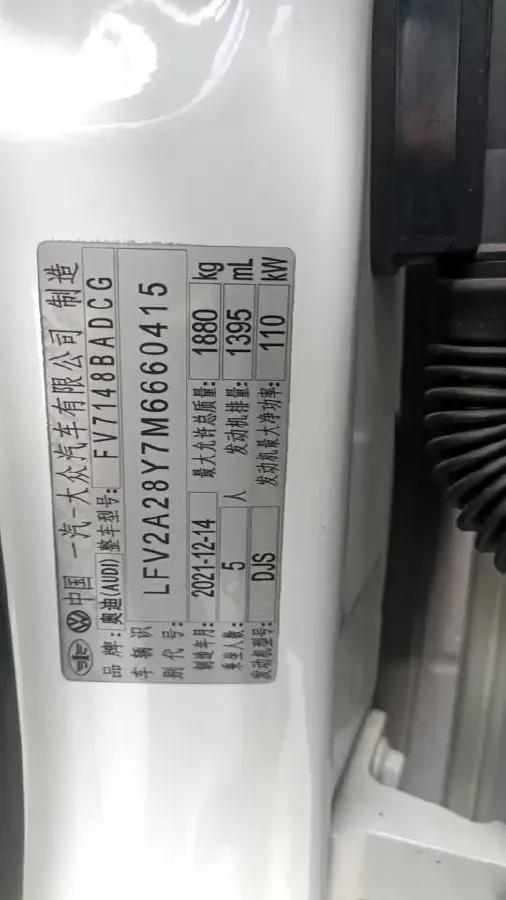 中国 一汽-大众汽车有限公司 制造
品牌: 奥迪(AUDI) 整车型号: FV7148BADCG
车辆识别代号: LFV2A28Y7M6660415
制造年月: 2021-12-14 最大允许总质量: 1880 kg
乘坐人数: 5 人 发动机排量: 1395 mL
发动机型号: DJS 发动机最大净功率: 110 kW